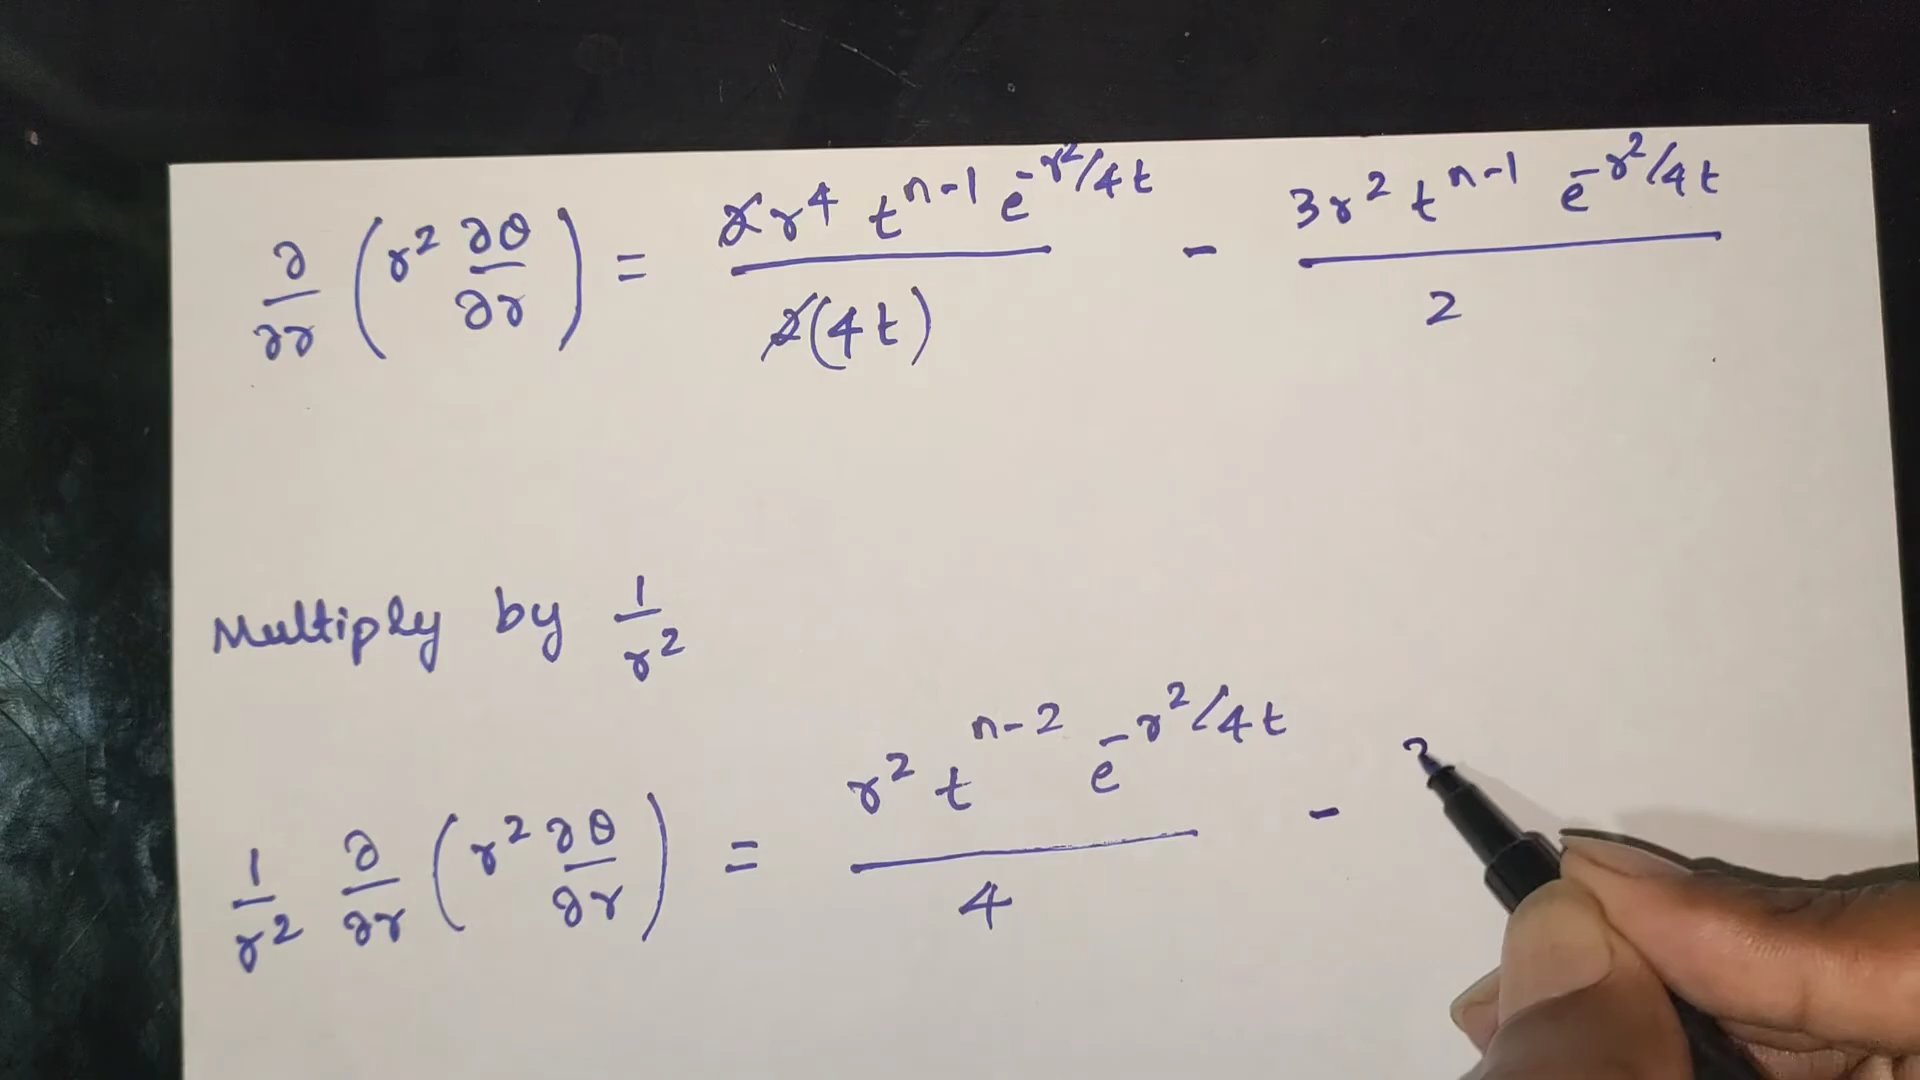 ∂/∂r (r² ∂θ/∂r) = 2r⁴ tⁿ⁻¹ e^(-r²/4t) / 2(4t) - 3r² tⁿ⁻¹ e^(-r²/4t) / 2
Multiply by 1/r²
1/r² ∂/∂r (r² ∂θ/∂r) = r² tⁿ⁻² e^(-r²/4t) / 4 -